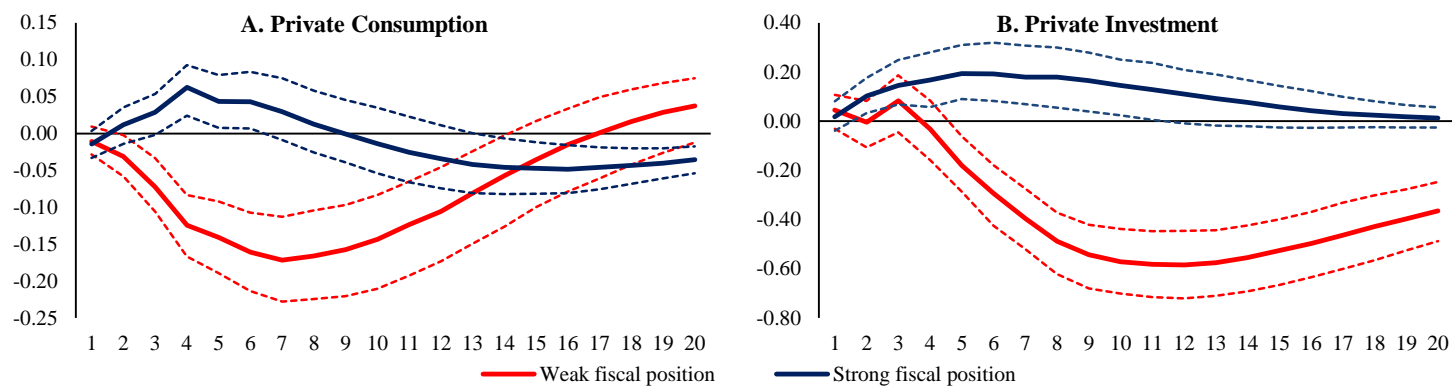 A. Private Consumption
0.15
0.10
0.05
0.00
-0.05
-0.10
-0.15
-0.20
-0.25
1 2 3 4 5 6 7 8 9 10 11 12 13 14 15 16 17 18 19 20
B. Private Investment
0.40
0.20
0.00
-0.20
-0.40
-0.60
-0.80
1 2 3 4 5 6 7 8 9 10 11 12 13 14 15 16 17 18 19 20
Weak fiscal position
Strong fiscal position